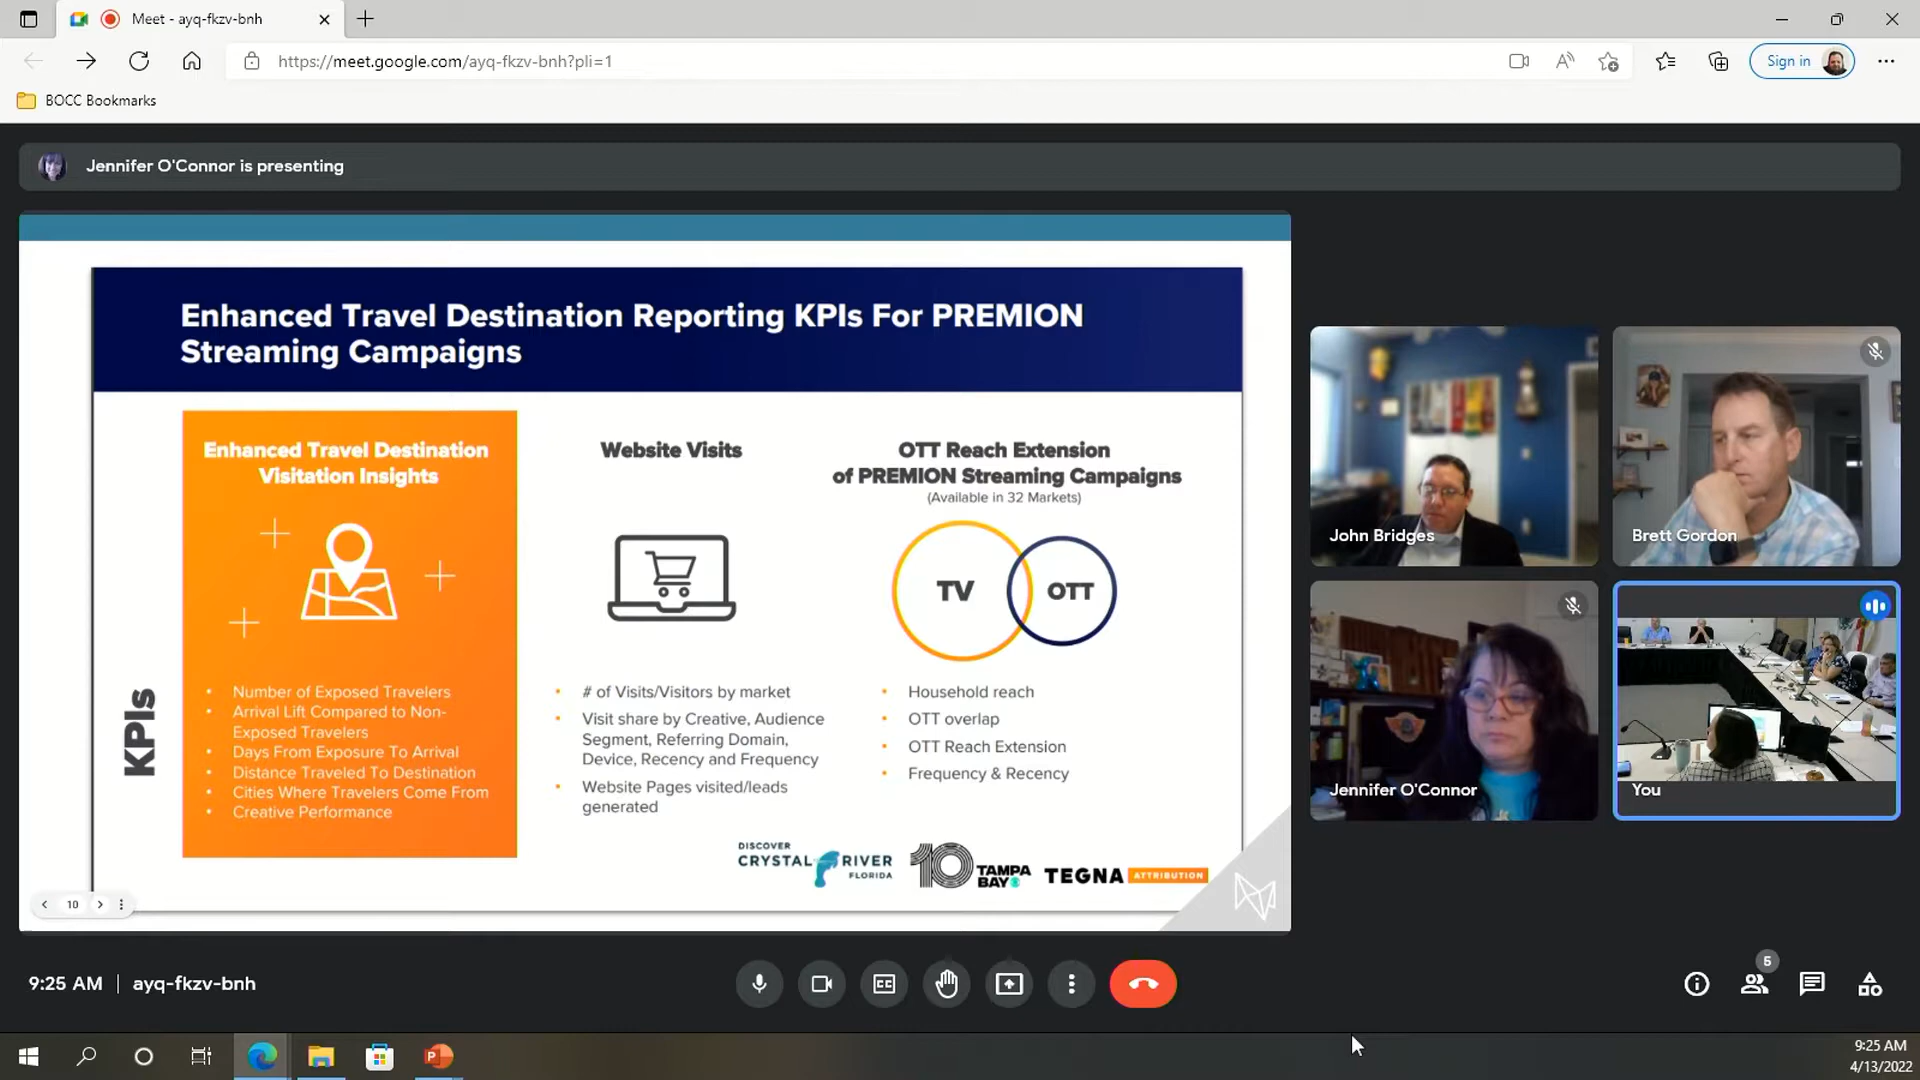 Meet - ayq-fkzv-bnh
https://meet.google.com/ayq-fkzv-bnh?pli=1
Sign in
BOCC Bookmarks
Jennifer O'Connor is presenting
Enhanced Travel Destination Reporting KPIs For PREMION
Streaming Campaigns
KPIs
Enhanced Travel Destination
Visitation Insights
• Number of Exposed Travelers
• Arrival Lift Compared to Non-
Exposed Travelers
• Days From Exposure To Arrival
• Distance Traveled To Destination
• Cities Where Travelers Come From
• Creative Performance
Website Visits
• # of Visits/Visitors by market
• Visit share by Creative, Audience
Segment, Referring Domain,
Device, Recency and Frequency
• Website Pages visited/leads
generated
OTT Reach Extension
of PREMION Streaming Campaigns
(Available in 32 Markets)
TV
OTT
• Household reach
• OTT overlap
• OTT Reach Extension
• Frequency & Recency
DISCOVER
CRYSTAL RIVER
FLORIDA
10 TAMPA
BAY
TEGNA ATTRIBUTION
10
John Bridges
Brett Gordon
Jennifer O'Connor
You
9:25 AM | ayq-fkzv-bnh
5
9:25 AM
4/13/2022